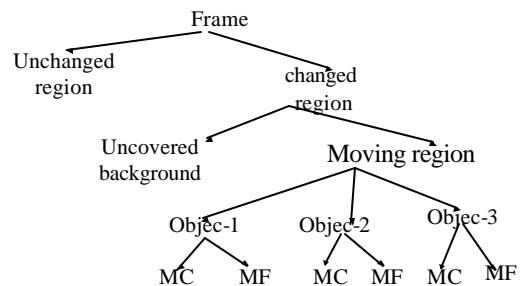 Frame
Unchanged
region
changed
region
Uncovered
background
Moving region
Objec-1
Objec-2
Objec-3
MC
MF
MC
MF
MC
MF